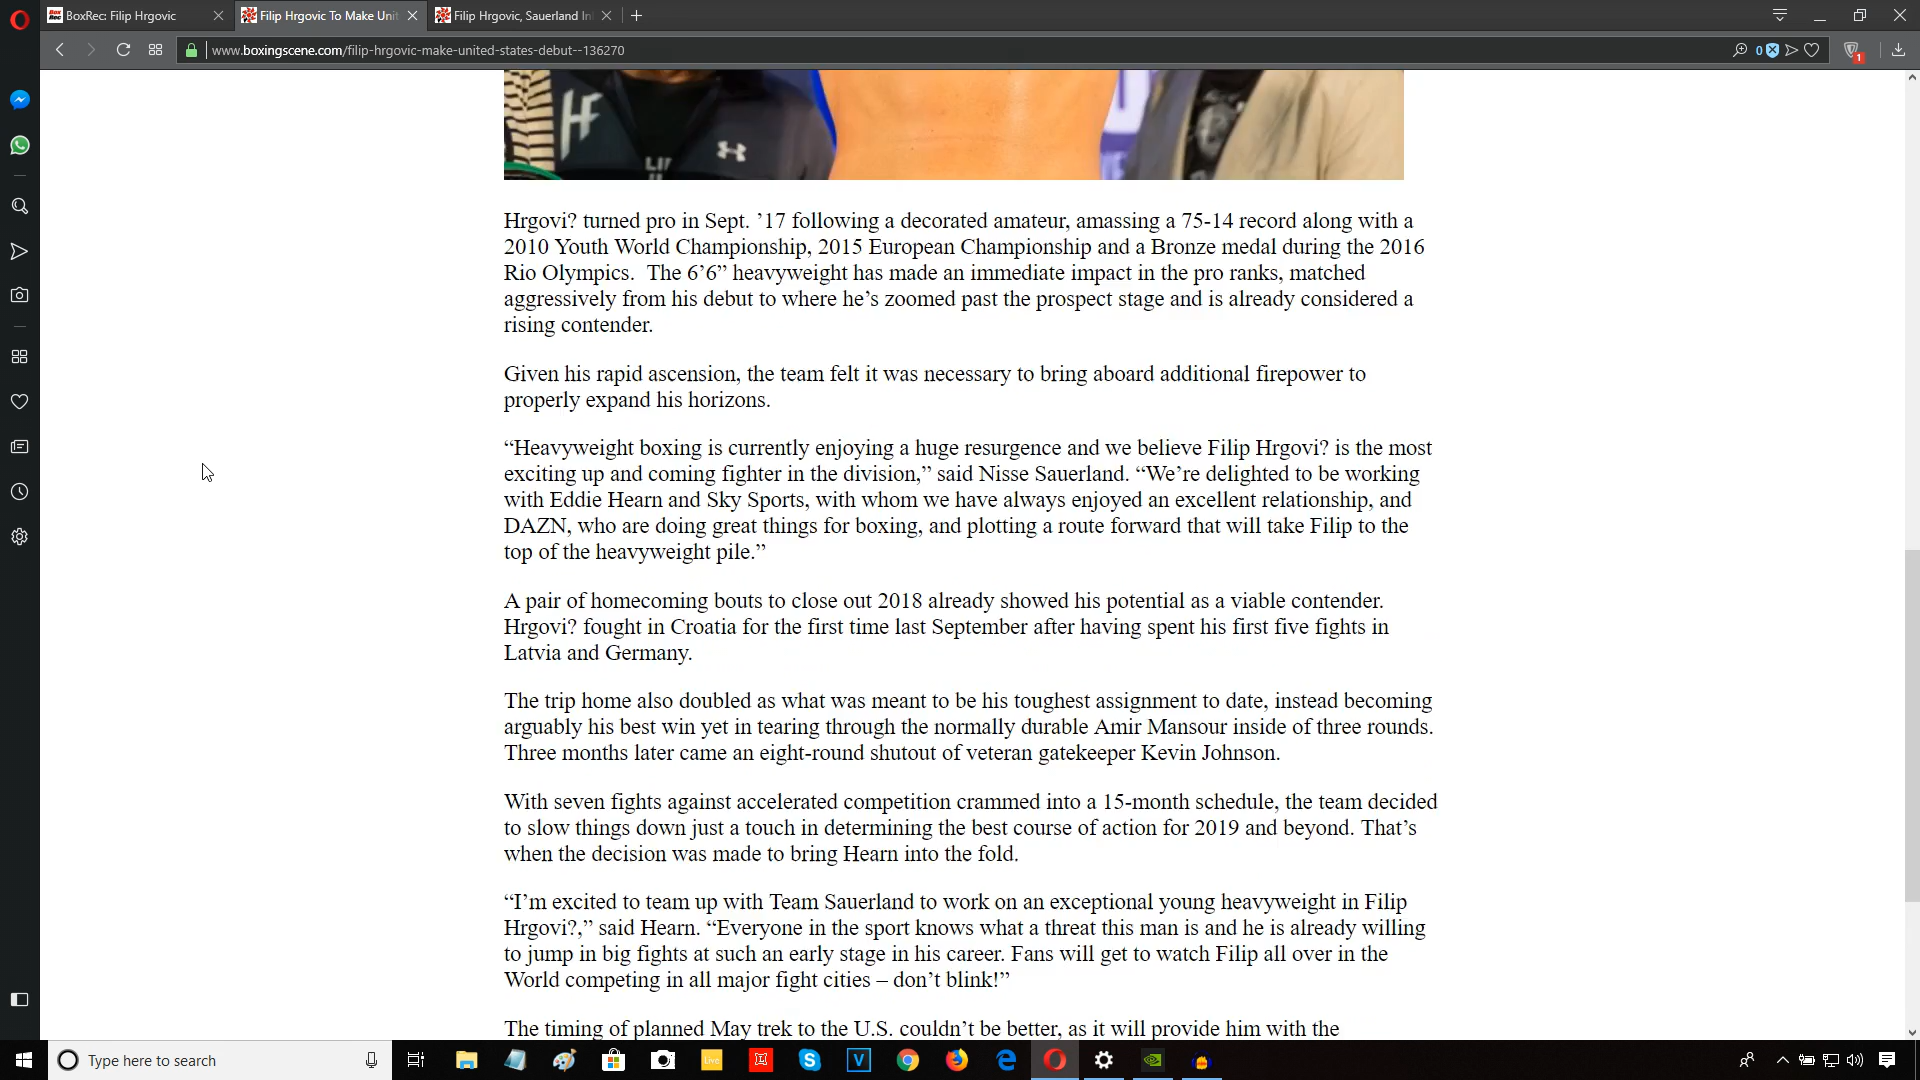 BoxRec: Filip Hrgovic
Filip Hrgovic To Make Unit
Filip Hrgovic, Sauerland In
www.boxingscene.com/filip-hrgovic-make-united-states-debut--136270
0
1
HF
Hrgovi? turned pro in Sept. ’17 following a decorated amateur, amassing a 75-14 record along with a
2010 Youth World Championship, 2015 European Championship and a Bronze medal during the 2016
Rio Olympics.  The 6’6” heavyweight has made an immediate impact in the pro ranks, matched
aggressively from his debut to where he’s zoomed past the prospect stage and is already considered a
rising contender.
Given his rapid ascension, the team felt it was necessary to bring aboard additional firepower to
properly expand his horizons.
“Heavyweight boxing is currently enjoying a huge resurgence and we believe Filip Hrgovi? is the most
exciting up and coming fighter in the division,” said Nisse Sauerland. “We’re delighted to be working
with Eddie Hearn and Sky Sports, with whom we have always enjoyed an excellent relationship, and
DAZN, who are doing great things for boxing, and plotting a route forward that will take Filip to the
top of the heavyweight pile.”
A pair of homecoming bouts to close out 2018 already showed his potential as a viable contender.
Hrgovi? fought in Croatia for the first time last September after having spent his first five fights in
Latvia and Germany.
The trip home also doubled as what was meant to be his toughest assignment to date, instead becoming
arguably his best win yet in tearing through the normally durable Amir Mansour inside of three rounds.
Three months later came an eight-round shutout of veteran gatekeeper Kevin Johnson.
With seven fights against accelerated competition crammed into a 15-month schedule, the team decided
to slow things down just a touch in determining the best course of action for 2019 and beyond. That’s
when the decision was made to bring Hearn into the fold.
“I’m excited to team up with Team Sauerland to work on an exceptional young heavyweight in Filip
Hrgovi?,” said Hearn. “Everyone in the sport knows what a threat this man is and he is already willing
to jump in big fights at such an early stage in his career. Fans will get to watch Filip all over in the
World competing in all major fight cities – don’t blink!”
The timing of planned May trek to the U.S. couldn’t be better, as it will provide him with the
Type here to search